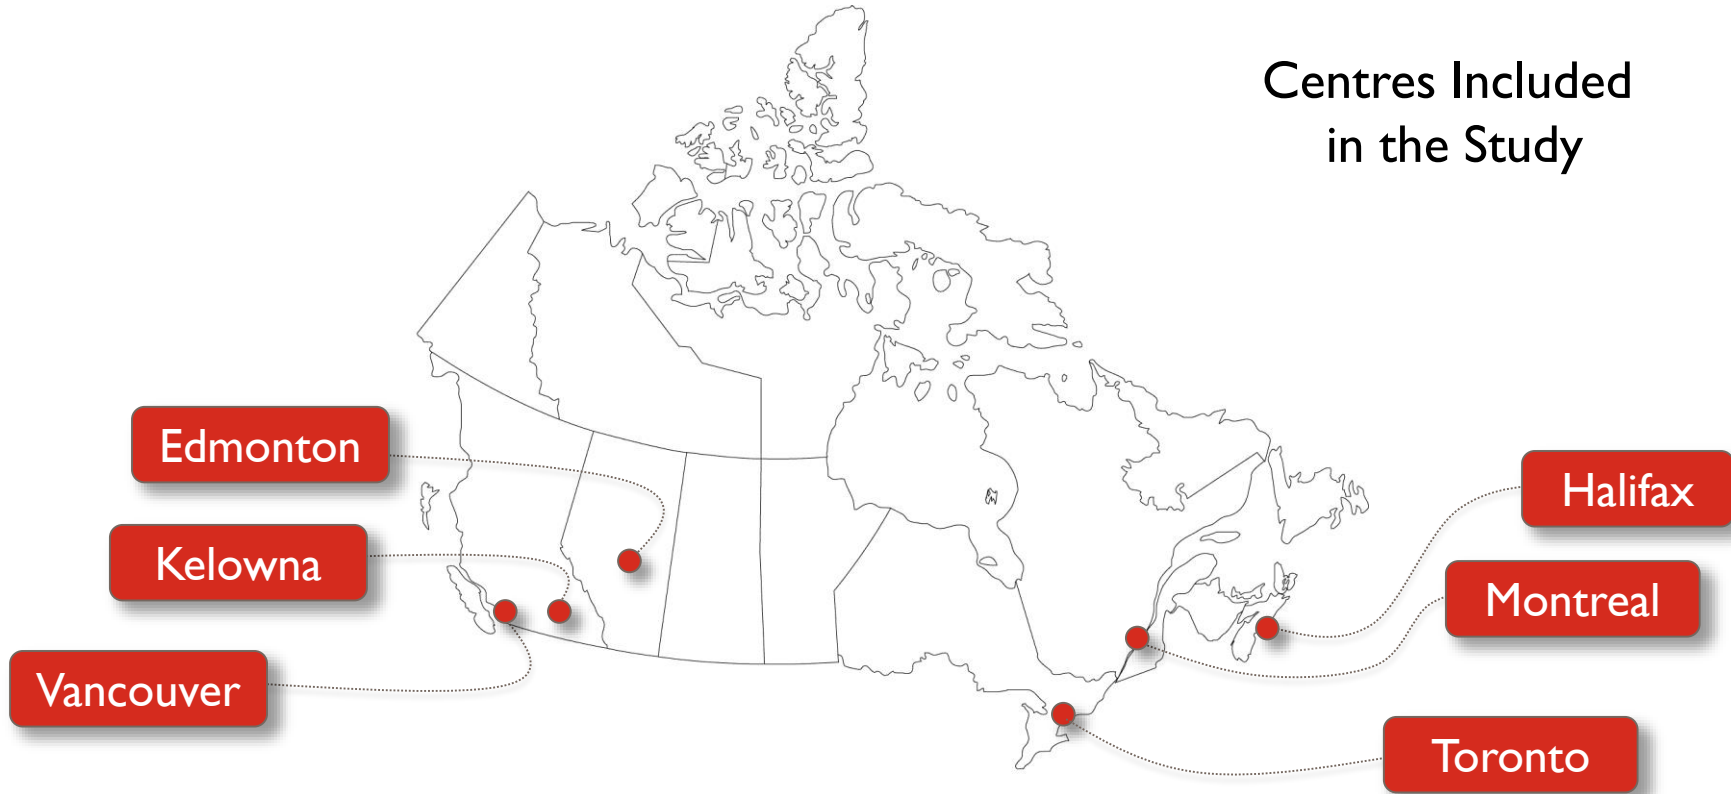 Centres Included
in the Study
Edmonton
Kelowna
Vancouver
Halifax
Montreal
Toronto